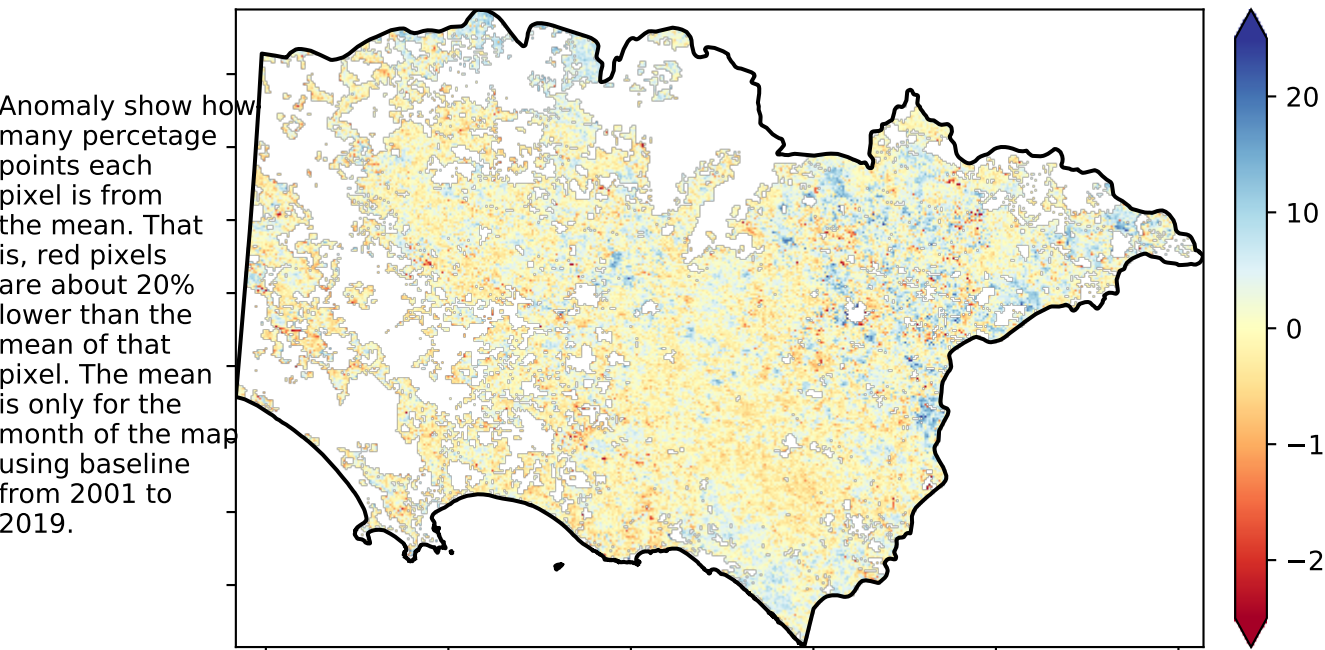 Anomaly show how
many percetage
points each
pixel is from
the mean. That
is, red pixels
are about 20%
lower than the
mean of that
pixel. The mean
is only for the
month of the map
using baseline
from 2001 to
2019.
20
10
0
−1
−2